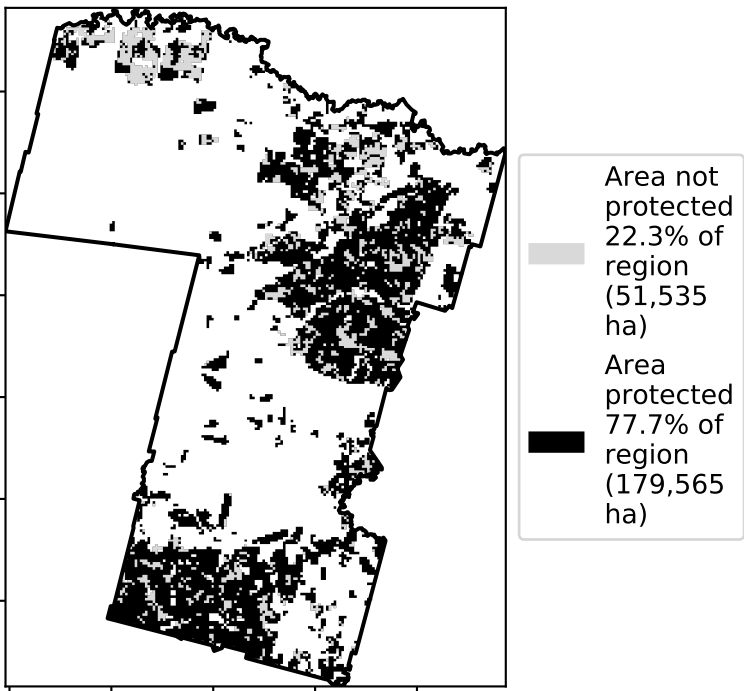 Area not
protected
22.3% of
region
(51,535
ha)
Area
protected
77.7% of
region
(179,565
ha)